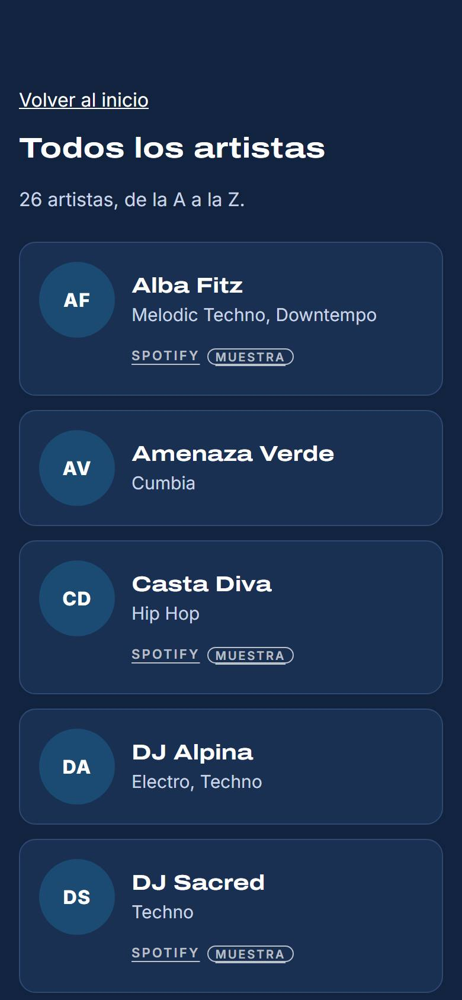 Volver al inicio
Todos los artistas
26 artistas, de la A a la Z.
AF
Alba Fitz
Melodic Techno, Downtempo
SPOTIFY MUESTRA
AV
Amenaza Verde
Cumbia
CD
Casta Diva
Hip Hop
SPOTIFY MUESTRA
DA
DJ Alpina
Electro, Techno
DS
DJ Sacred
Techno
SPOTIFY MUESTRA